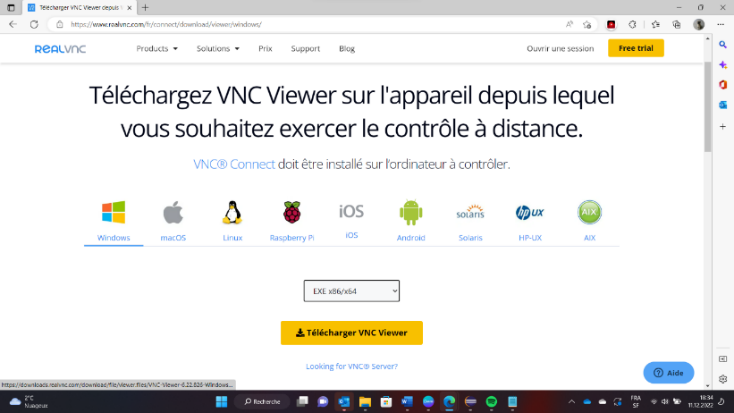 Téléchargez VNC Viewer depuis l
https://www.realvnc.com/fr/connect/download/viewer/windows/
REALVNC
Products
Solutions
Prix
Support
Blog
Ouvrir une session
Free trial
Téléchargez VNC Viewer sur l'appareil depuis lequel
vous souhaitez exercer le contrôle à distance.
VNC® Connect doit être installé sur l'ordinateur à contrôler.
iOS
solaris
hp UX
AIX
Windows
macOS
Linux
Raspberry Pi
iOS
Android
Solaris
HP-UX
AIX
EXE x86/x64
Télécharger VNC Viewer
Looking for VNC® Server?
Aide
https://downloads.realvnc.com/download/file/viewer.files/VNC-Viewer-6.22.826-Windows...
2°C
Nuageux
Recherche
FRA
SF
18:34
11.12.2022